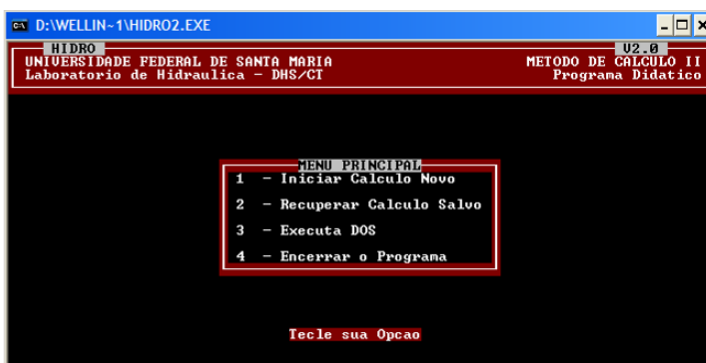 D:\WELLIN~1\HIDRO2.EXE
HIDRO V2.0
UNIVERSIDADE FEDERAL DE SANTA MARIA METODO DE CALCULO II
Laboratorio de Hidraulica - DHS/CT Programa Didatico
MENU PRINCIPAL
1 - Iniciar Calculo Novo
2 - Recuperar Calculo Salvo
3 - Executa DOS
4 - Encerrar o Programa
Tecle sua Opcao